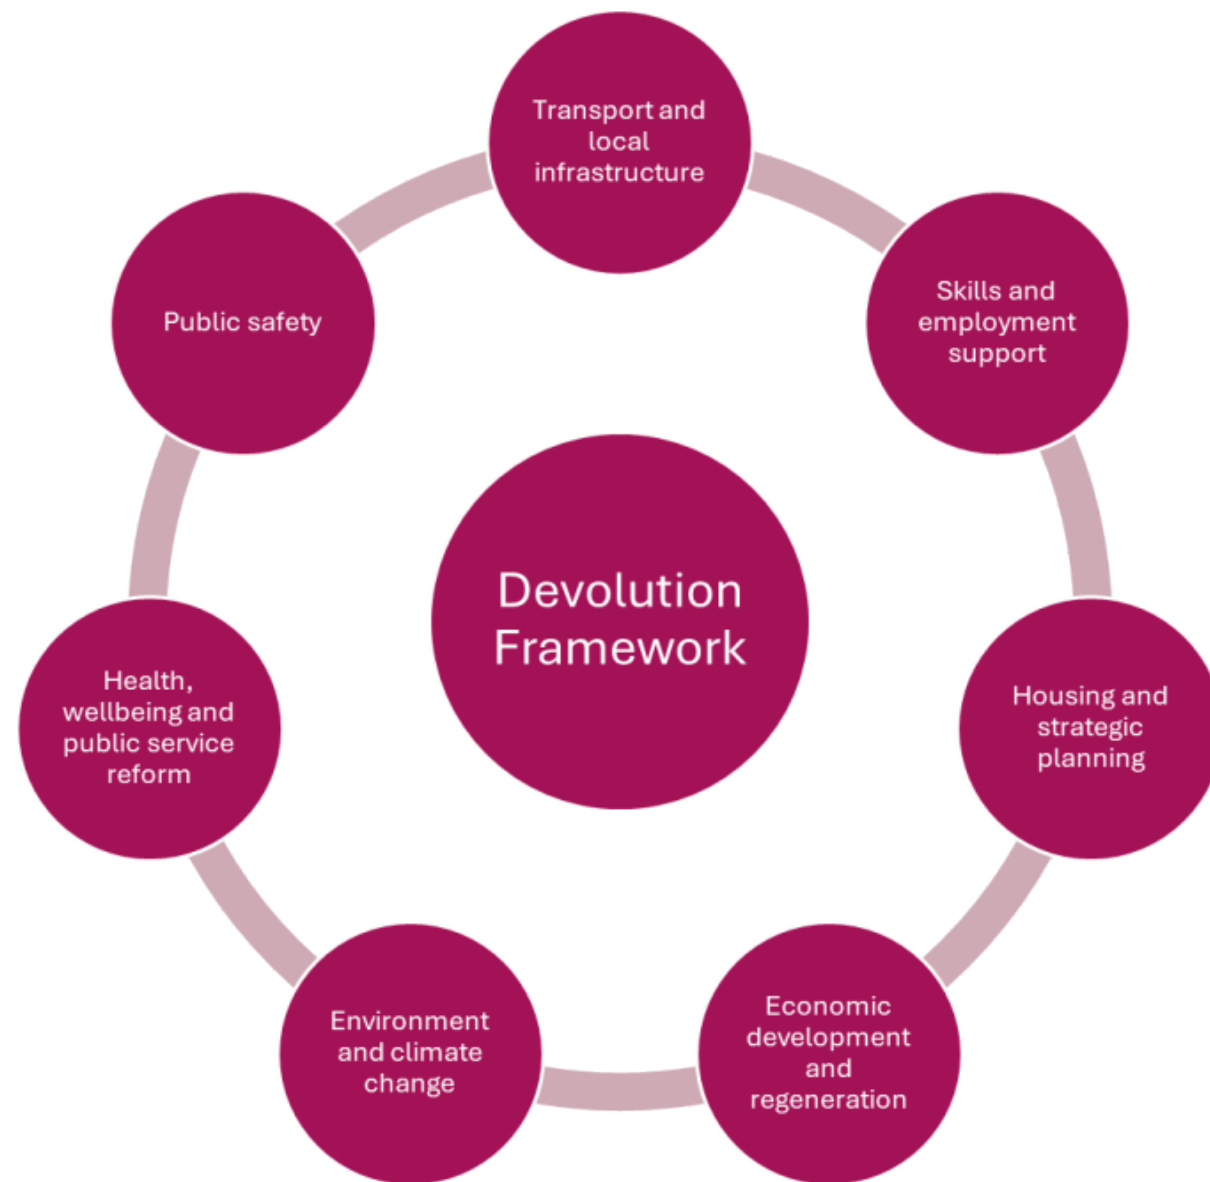 Transport and
local
infrastructure
Skills and
employment
support
Housing and
strategic
planning
Economic
development
and
regeneration
Environment
and climate
change
Health,
wellbeing and
public service
reform
Public safety
Devolution
Framework